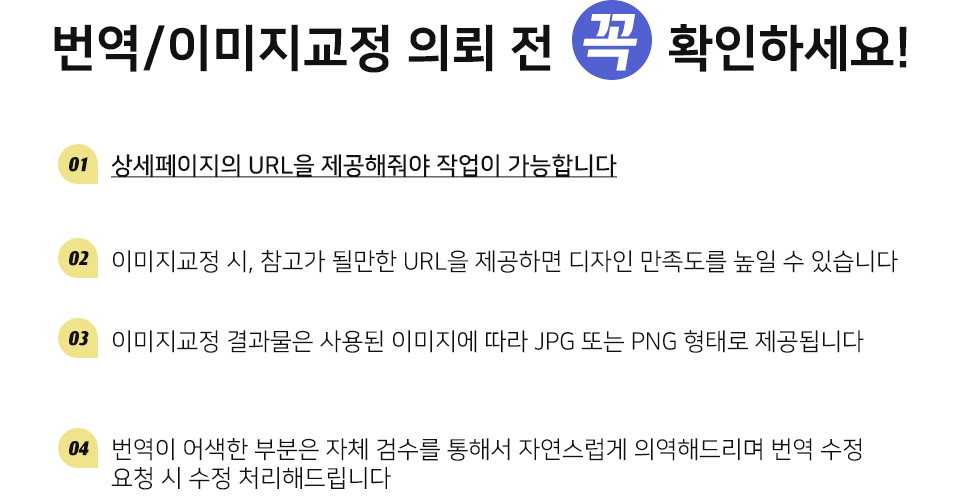 번역/이미지교정 의뢰 전 꼭 확인하세요!
01 상세페이지의 URL을 제공해줘야 작업이 가능합니다
02 이미지교정 시, 참고가 될만한 URL을 제공하면 디자인 만족도를 높일 수 있습니다
03 이미지교정 결과물은 사용된 이미지에 따라 JPG 또는 PNG 형태로 제공됩니다
04 번역이 어색한 부분은 자체 검수를 통해서 자연스럽게 의역해드리며 번역 수정
요청 시 수정 처리해드립니다